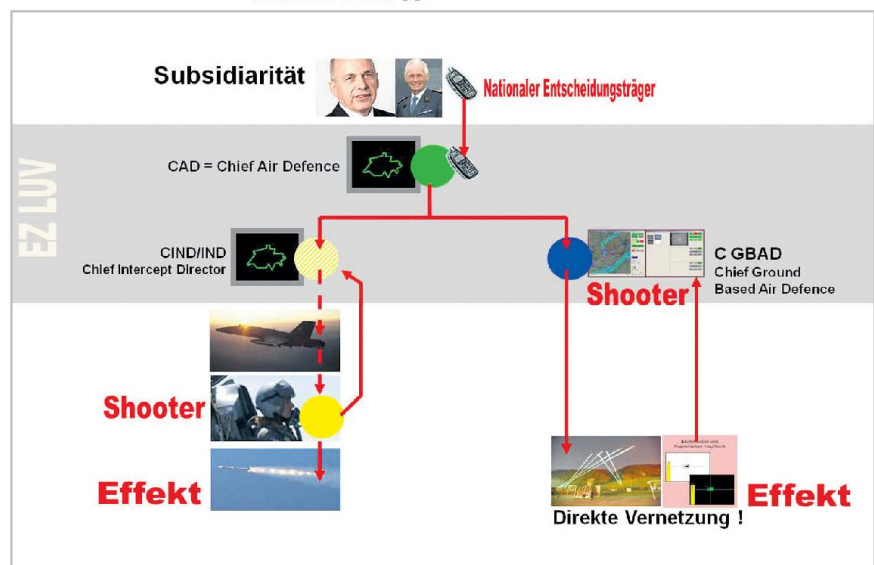 Subsidiarität
Nationaler Entscheidungsträger
EZ LUV
CAD = Chief Air Defence
CIND/IND
Chief Intercept Director
C GBAD
Chief Ground
Based Air Defence
Shooter
Shooter
Effekt
Effekt
Direkte Vernetzung !